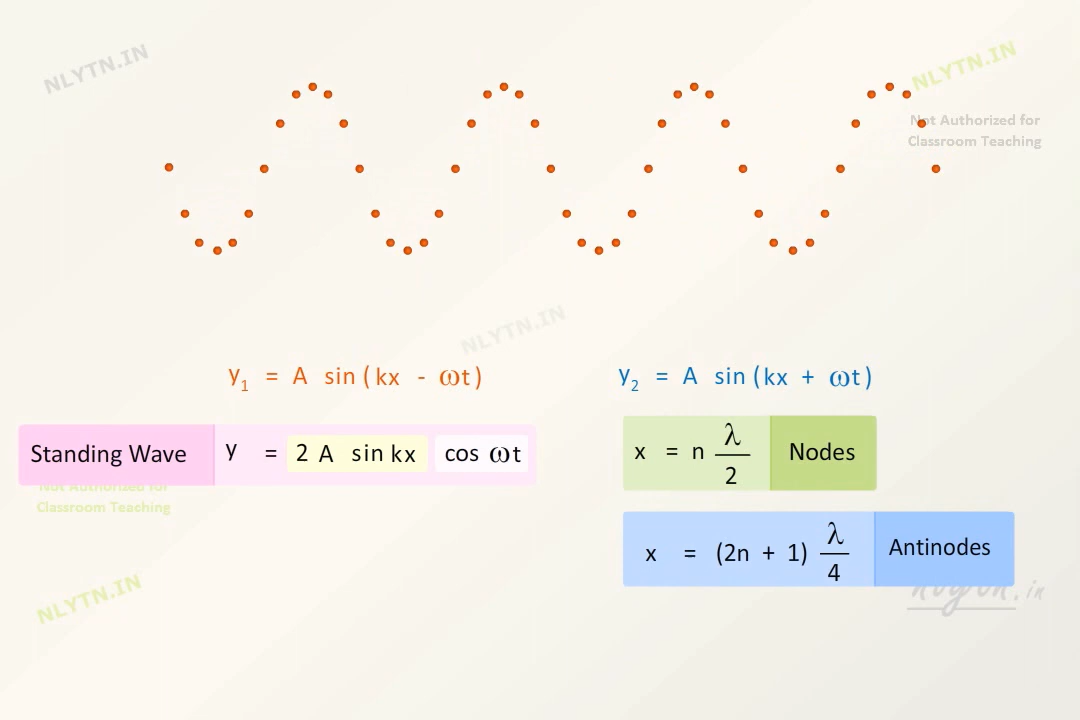 NLYTN.IN
NLYTN.IN
Not Authorized for
Classroom Teaching
NLYTN.IN
y₁ = A sin (kx - ωt)
y₂ = A sin (kx + ωt)
Standing Wave y = 2 A sin kx cos ωt
x = n λ/2 Nodes
Not Authorized for
Classroom Teaching
x = (2n + 1) λ/4 Antinodes
NLYTN.IN
nlytn.in